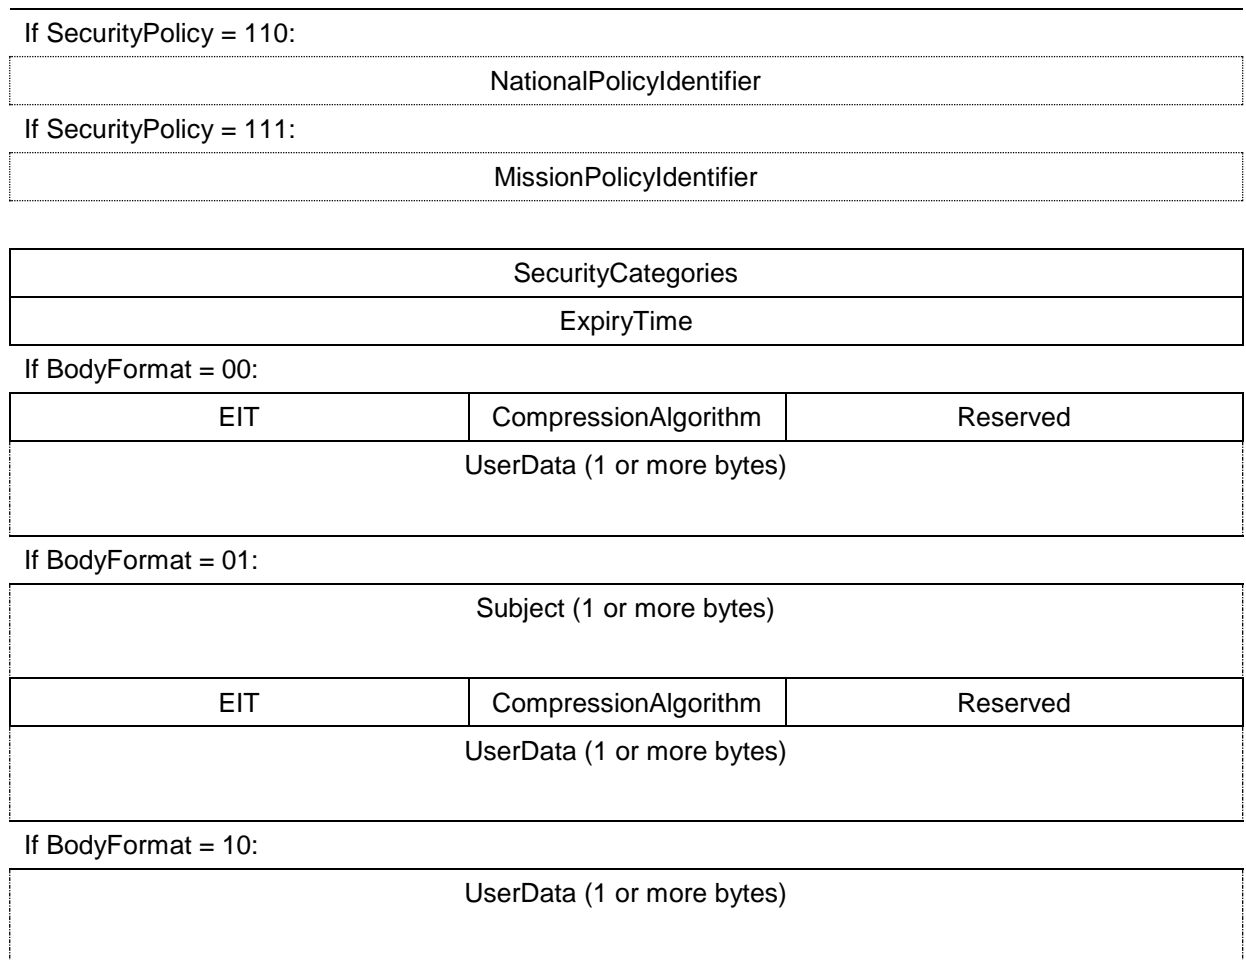 If SecurityPolicy = 110:
NationalPolicyIdentifier
If SecurityPolicy = 111:
MissionPolicyIdentifier
SecurityCategories
ExpiryTime
If BodyFormat = 00:
EIT CompressionAlgorithm Reserved
UserData (1 or more bytes)
If BodyFormat = 01:
Subject (1 or more bytes)
EIT CompressionAlgorithm Reserved
UserData (1 or more bytes)
If BodyFormat = 10:
UserData (1 or more bytes)